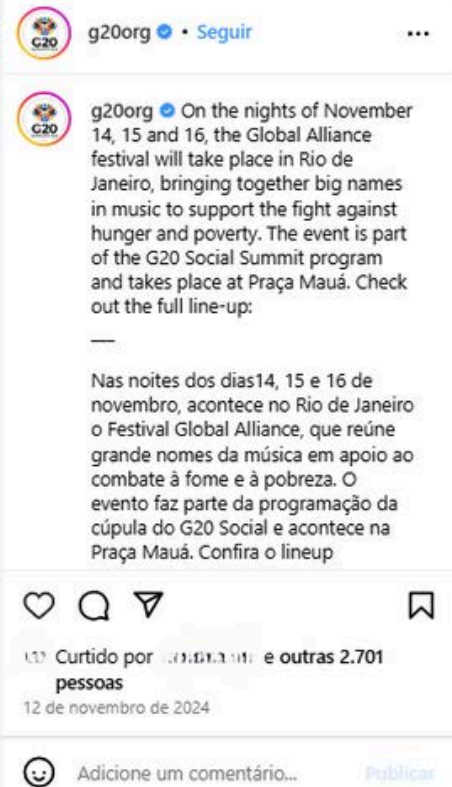 g20org • Seguir
G20
g20org On the nights of November
14, 15 and 16, the Global Alliance
festival will take place in Rio de
Janeiro, bringing together big names
in music to support the fight against
hunger and poverty. The event is part
of the G20 Social Summit program
and takes place at Praça Mauá. Check
out the full line-up:
__
Nas noites dos dias14, 15 e 16 de
novembro, acontece no Rio de Janeiro
o Festival Global Alliance, que reúne
grande nomes da música em apoio ao
combate à fome e à pobreza. O
evento faz parte da programação da
cúpula do G20 Social e acontece na
Praça Mauá. Confira o lineup
G20
Curtido por e outras 2.701
pessoas
12 de novembro de 2024
Adicione um comentário...
Publicar